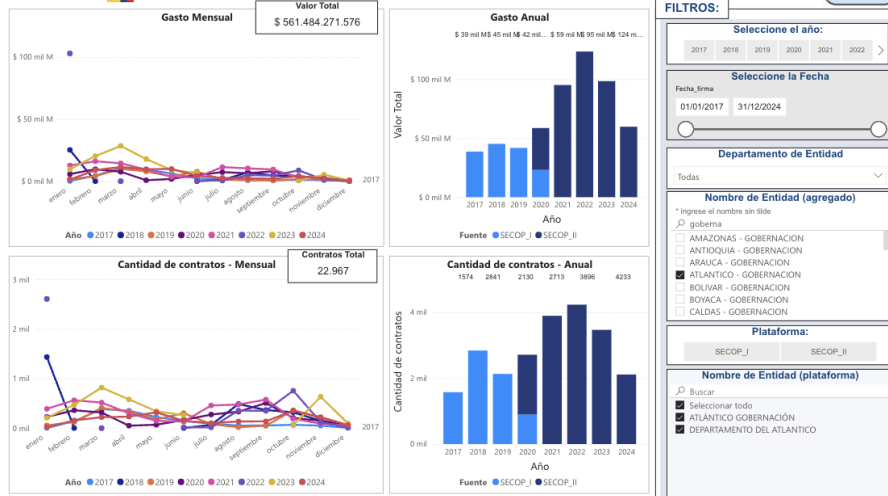 Gasto Mensual
Valor Total
$ 561.484.271.576
$ 100 mil M
$ 50 mil M
$ 0 mil M
enero
febrero
marzo
abril
mayo
junio
julio
agosto
septiembre
octubre
noviembre
diciembre
2017
Año 2017 2018 2019 2020 2021 2022 2023 2024
Gasto Anual
$ 39 mil M $ 45 mil M $ 42 mil... $ 59 mil M $ 95 mil M $ 124 m...
Valor Total
$ 100 mil M
$ 50 mil M
$ 0 mil M
2017 2018 2019 2020 2021 2022 2023 2024
Año
Fuente SECOP_I SECOP_II
Cantidad de contratos - Mensual
Contratos Total
22.967
3 mil
2 mil
1 mil
0 mil
enero
febrero
marzo
abril
mayo
junio
julio
agosto
septiembre
octubre
noviembre
diciembre
2017
Año 2017 2018 2019 2020 2021 2022 2023 2024
Cantidad de contratos - Anual
1574 2841 2130 2713 3896 4233
Cantidad de contratos
4 mil
2 mil
0 mil
2017 2018 2019 2020 2021 2022 2023 2024
Año
Fuente SECOP_I SECOP_II
FILTROS:
Seleccione el año:
2017 2018 2019 2020 2021 2022
Seleccione la Fecha
Fecha_firma
01/01/2017 31/12/2024
Departamento de Entidad
Todas
Nombre de Entidad (agregado)
* ingrese el nombre sin tilde
goberna
AMAZONAS - GOBERNACION
ANTIOQUIA - GOBERNACION
ARAUCA - GOBERNACION
ATLANTICO - GOBERNACION
BOLIVAR - GOBERNACION
BOYACA - GOBERNACION
CALDAS - GOBERNACION
Plataforma:
SECOP_I SECOP_II
Nombre de Entidad (plataforma)
Buscar
Seleccionar todo
ATLÁNTICO GOBERNACIÓN
DEPARTAMENTO DEL ATLANTICO